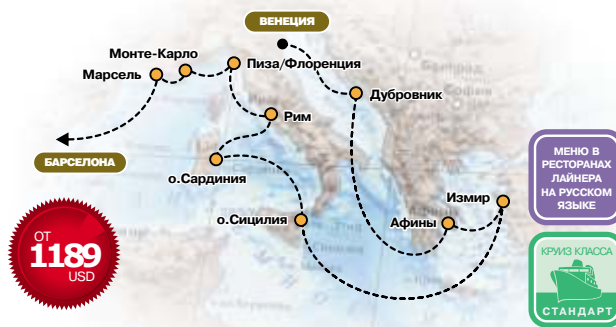 ВЕНЕЦИЯ
Монте-Карло
Пиза/Флоренция
Марсель
Дубровник
Рим
БАРСЕЛОНА
о.Сардиния
о.Сицилия
Афины
Измир
МЕНЮ В
РЕСТОРАНАХ
ЛАЙНЕРА
НА РУССКОМ
ЯЗЫКЕ
ОТ
1189
USD
КРУИЗ КЛАССА
СТАНДАРТ